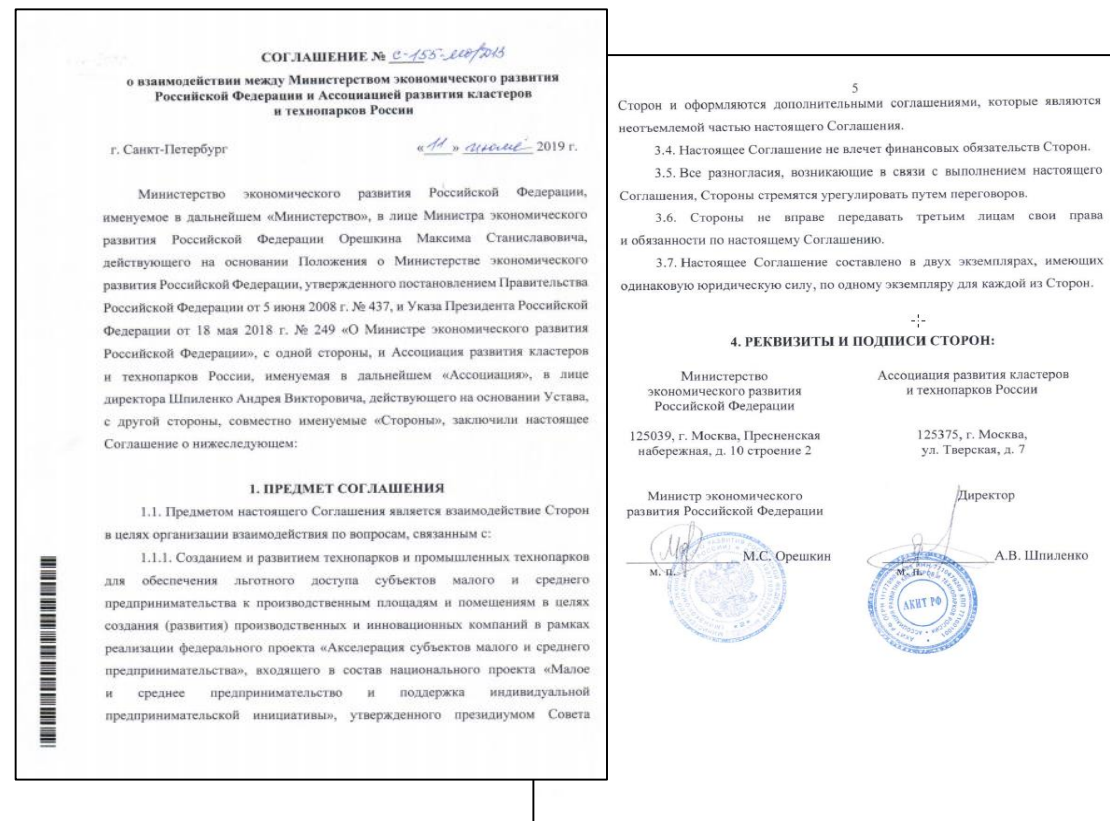 СОГЛАШЕНИЕ № С-155-МО/D13
о взаимодействии между Министерством экономического развития
Российской Федерации и Ассоциацией развития кластеров
и технопарков России
г. Санкт-Петербург
«11» июля 2019 г.
Министерство экономического развития Российской Федерации,
именуемое в дальнейшем «Министерство», в лице Министра экономического
развития Российской Федерации Орешкина Максима Станиславовича,
действующего на основании Положения о Министерстве экономического
развития Российской Федерации, утвержденного постановлением Правительства
Российской Федерации от 5 июня 2008 г. № 437, и Указа Президента Российской
Федерации от 18 мая 2018 г. № 249 «О Министре экономического развития
Российской Федерации», с одной стороны, и Ассоциация развития кластеров
и технопарков России, именуемая в дальнейшем «Ассоциация», в лице
директора Шпиленко Андрея Викторовича, действующего на основании Устава,
с другой стороны, совместно именуемые «Стороны», заключили настоящее
Соглашение о нижеследующем:
1. ПРЕДМЕТ СОГЛАШЕНИЯ
1.1. Предметом настоящего Соглашения является взаимодействие Сторон
в целях организации взаимодействия по вопросам, связанным с:
1.1.1. Созданием и развитием технопарков и промышленных технопарков
для обеспечения льготного доступа субъектов малого и среднего
предпринимательства к производственным площадям и помещениям в целях
создания (развития) производственных и инновационных компаний в рамках
реализации федерального проекта «Акселерация субъектов малого и среднего
предпринимательства», входящего в состав национального проекта «Малое
и среднее предпринимательство и поддержка индивидуальной
предпринимательской инициативы», утвержденного президиумом Совета
5
Сторон и оформляются дополнительными соглашениями, которые являются
неотъемлемой частью настоящего Соглашения.
3.4. Настоящее Соглашение не влечет финансовых обязательств Сторон.
3.5. Все разногласия, возникающие в связи с выполнением настоящего
Соглашения, Стороны стремятся урегулировать путем переговоров.
3.6. Стороны не вправе передавать третьим лицам свои права
и обязанности по настоящему Соглашению.
3.7. Настоящее Соглашение составлено в двух экземплярах, имеющих
одинаковую юридическую силу, по одному экземпляру для каждой из Сторон.
4. РЕКВИЗИТЫ И ПОДПИСИ СТОРОН:
Министерство
экономического развития
Российской Федерации
125039, г. Москва, Пресненская
набережная, д. 10 строение 2
Министр экономического
развития Российской Федерации
М.С. Орешкин
м. п.
Ассоциация развития кластеров
и технопарков России
125375, г. Москва,
ул. Тверская, д. 7
Директор
А.В. Шпиленко
м. п.
АКИТ РФ